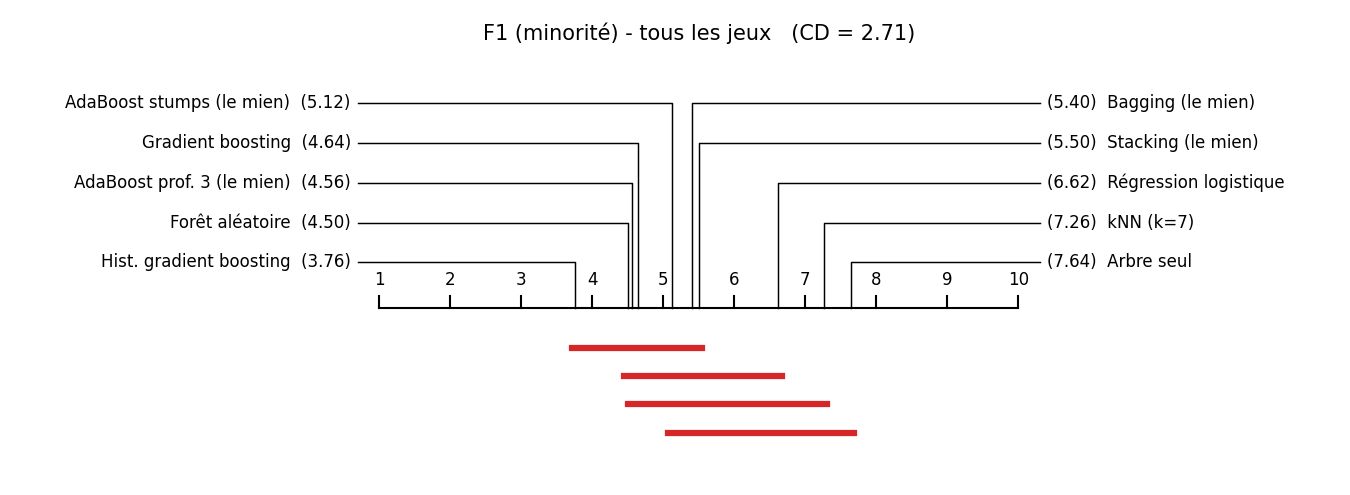 F1 (minorité) - tous les jeux   (CD = 2.71)
AdaBoost stumps (le mien)  (5.12)
(5.40)  Bagging (le mien)
Gradient boosting  (4.64)
(5.50)  Stacking (le mien)
AdaBoost prof. 3 (le mien)  (4.56)
(6.62)  Régression logistique
Forêt aléatoire  (4.50)
(7.26)  kNN (k=7)
Hist. gradient boosting  (3.76)
(7.64)  Arbre seul
1 2 3 4 5 6 7 8 9 10